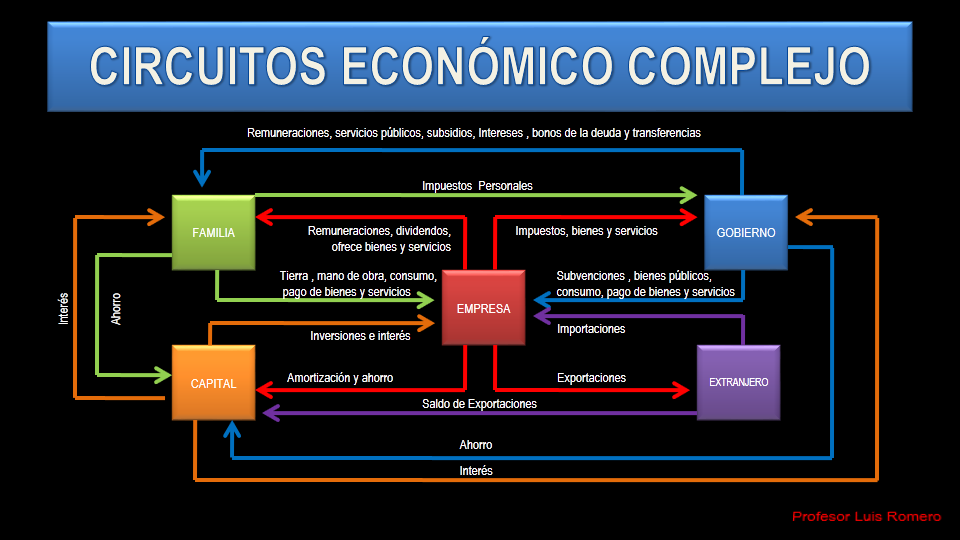 CIRCUITOS ECONÓMICO COMPLEJO
Remuneraciones, servicios públicos, subsidios, Intereses , bonos de la deuda y transferencias
Impuestos Personales
FAMILIA
Remuneraciones, dividendos,
ofrece bienes y servicios
Impuestos , bienes y servicios
GOBIERNO
Tierra , mano de obra, consumo,
pago de bienes y servicios
EMPRESA
Subvenciones , bienes públicos,
consumo, pago de bienes y servicios
Interés
Ahorro
Inversiones e interés
Importaciones
CAPITAL
Amortización y ahorro
Exportaciones
EXTRANJERO
Saldo de Exportaciones
Ahorro
Interés
Profesor Luis Romero